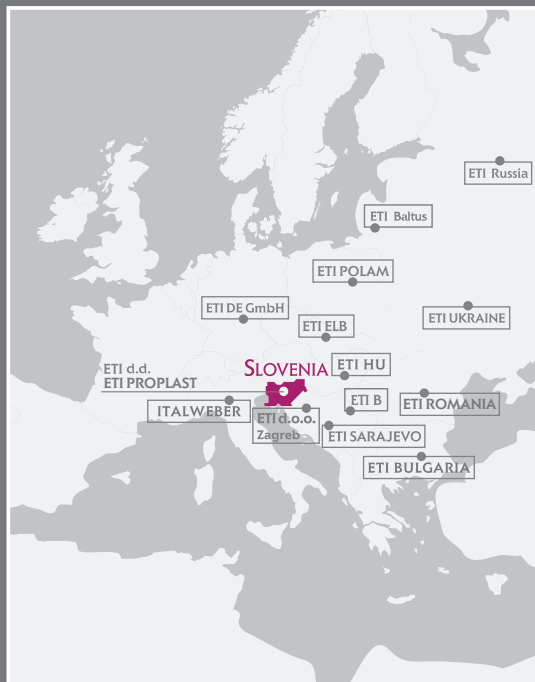 ETI Russia
ETI Baltus
ETI POLAM
ETI DE GmbH
ETI UKRAINE
ETI ELB
SLOVENIA
ETI HU
ETI d.d.
ETI PROPLAST
ITALWEBER
ETI B
ETI ROMANIA
ETI d.o.o.
Zagreb
ETI SARAJEVO
ETI BULGARIA